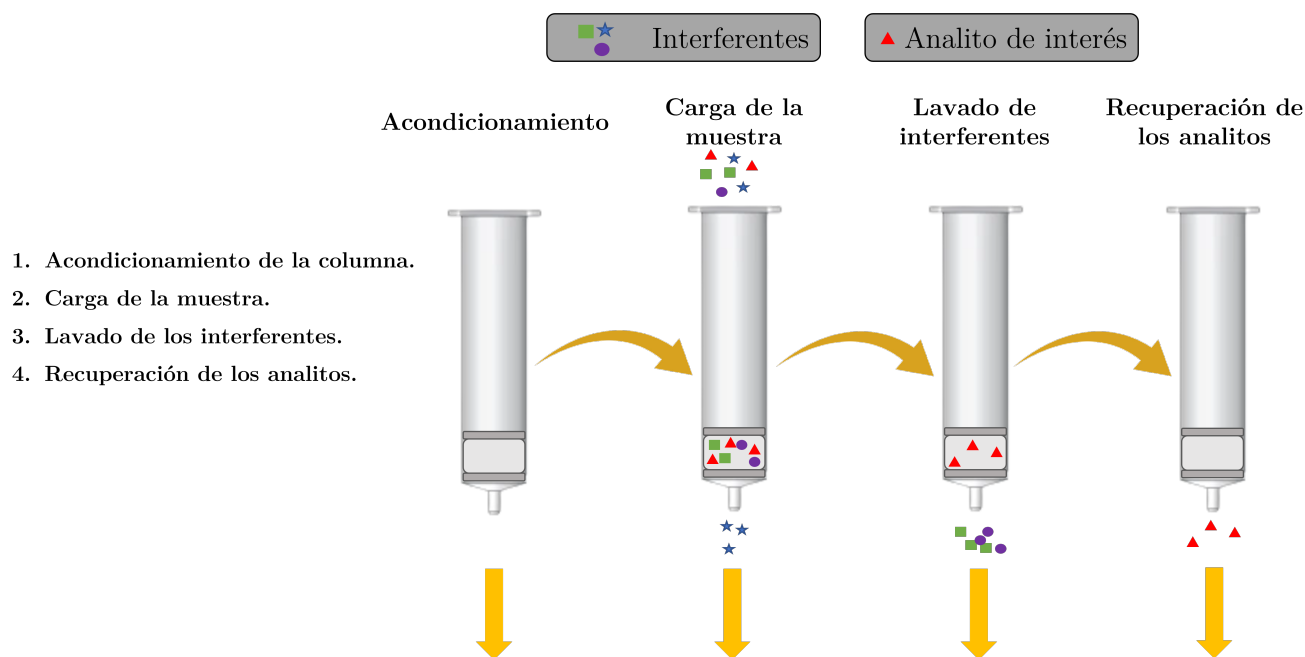 Interferentes
Analito de interés
Acondicionamiento
Carga de la
muestra
Lavado de
interferentes
Recuperación de
los analitos
1. Acondicionamiento de la columna.
2. Carga de la muestra.
3. Lavado de los interferentes.
4. Recuperación de los analitos.